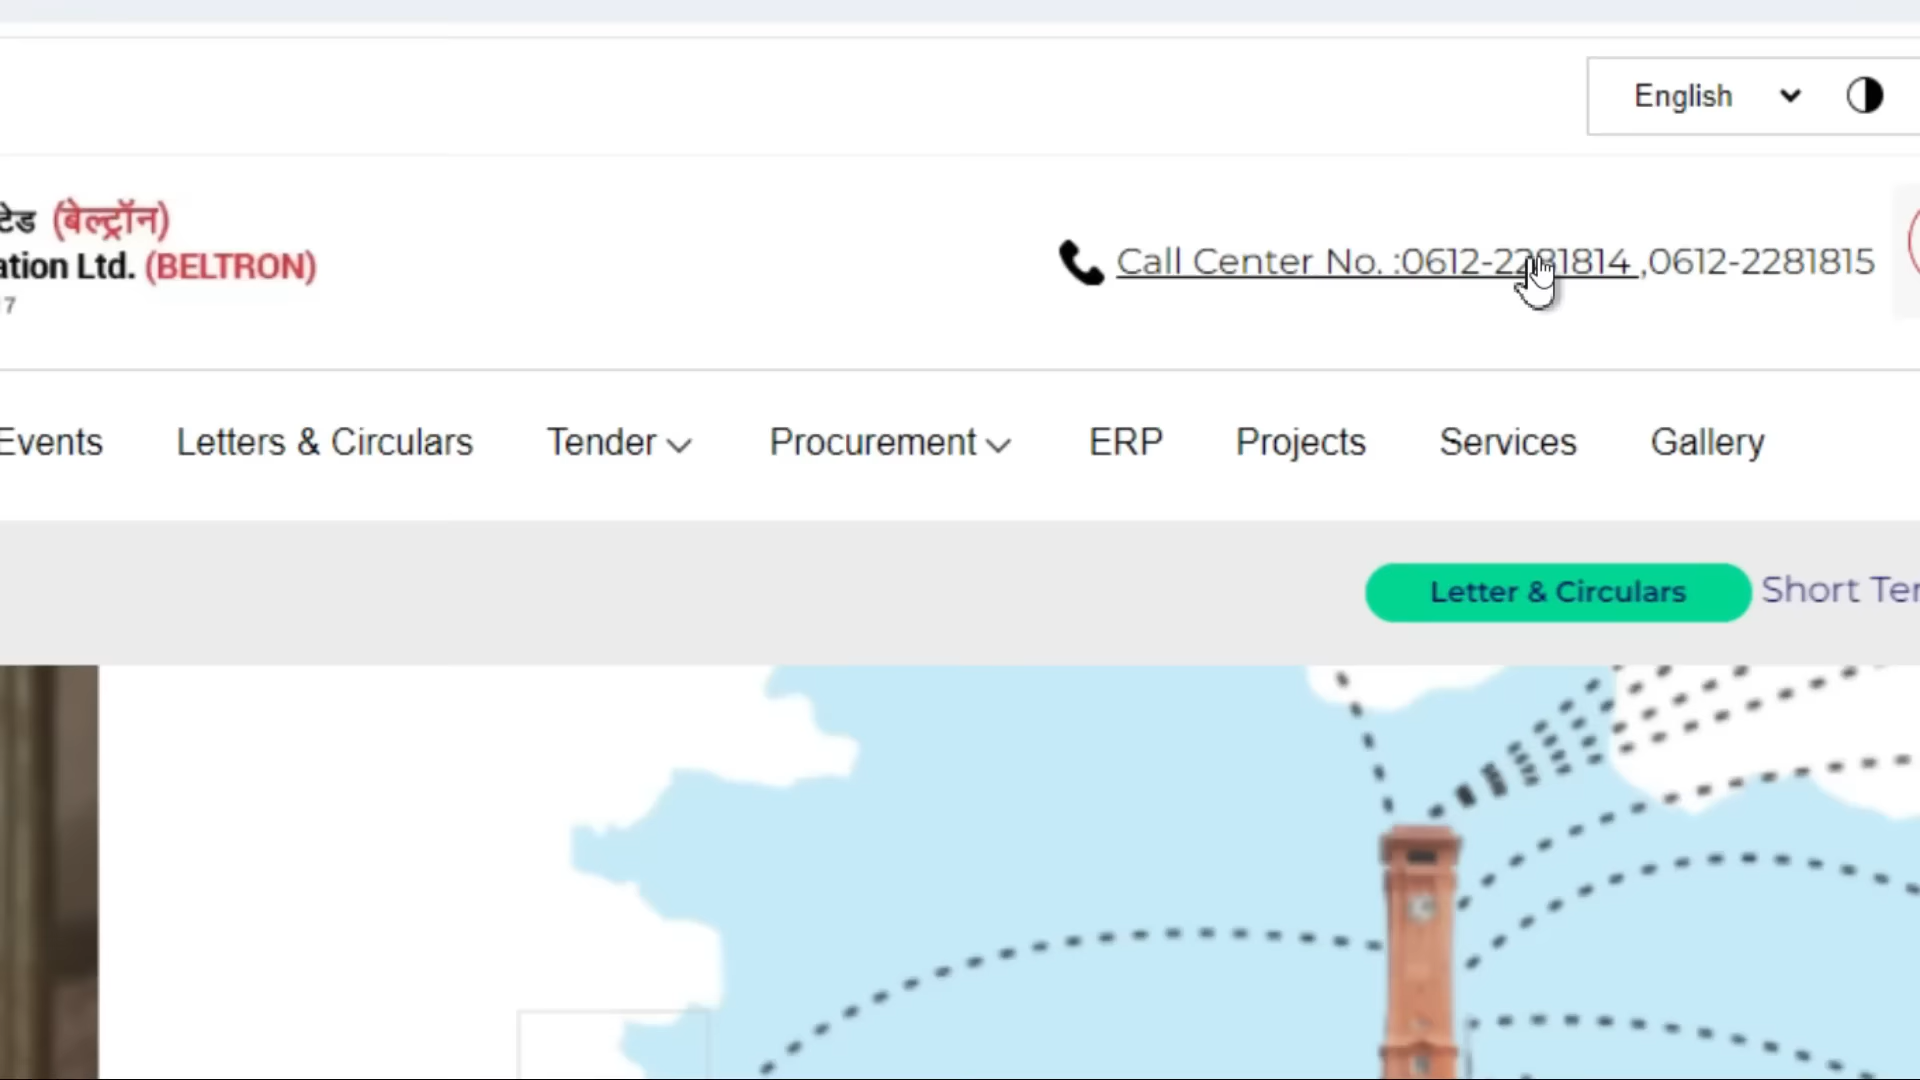 English
टेड (बेल्ट्रॉन)
ation Ltd. (BELTRON)
7
Call Center No. :0612-2281814 ,0612-2281815
Events Letters & Circulars Tender Procurement ERP Projects Services Gallery
Letter & Circulars Short Ter